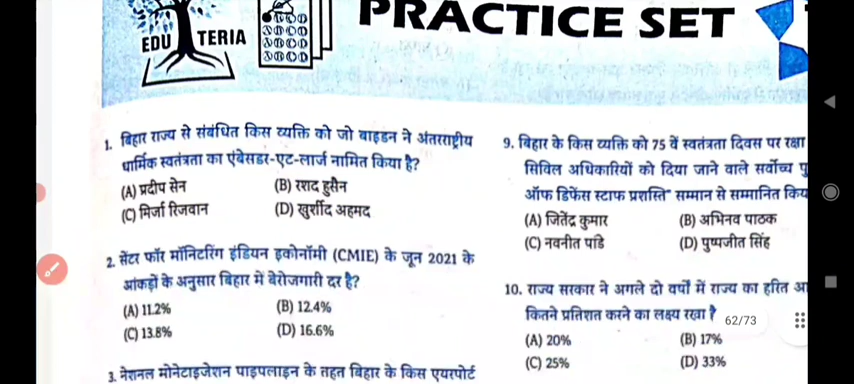 EDU TERIA
PRACTICE SET
1. बिहार राज्य से संबंधित किस व्यक्ति को जो बाइडन ने अंतरराष्ट्रीय
धार्मिक स्वतंत्रता का एंबेसडर-एट-लार्ज नामित किया है?
(A) प्रदीप सेन (B) रशद हुसैन
(C) मिर्जा रिजवान (D) खुर्शीद अहमद
2. सेंटर फॉर मॉनिटरिंग इंडियन इकोनॉमी (CMIE) के जून 2021 के
आंकड़ों के अनुसार बिहार में बेरोजगारी दर है?
(A) 11.2% (B) 12.4%
(C) 13.8% (D) 16.6%
3. नेशनल मोनेटाइजेशन पाइपलाइन के तहत बिहार के किस एयरपोर्ट
9. बिहार के किस व्यक्ति को 75 वें स्वतंत्रता दिवस पर रक्षा
सिविल अधिकारियों को दिया जाने वाले सर्वोच्च पु
ऑफ डिफेंस स्टाफ प्रशस्ति" सम्मान से सम्मानित किय
(A) जितेंद्र कुमार (B) अभिनव पाठक
(C) नवनीत पांडे (D) पुष्पजीत सिंह
10. राज्य सरकार ने अगले दो वर्षों में राज्य का हरित आ
कितने प्रतिशत करने का लक्ष्य रखा है
62/73
(A) 20% (B) 17%
(C) 25% (D) 33%